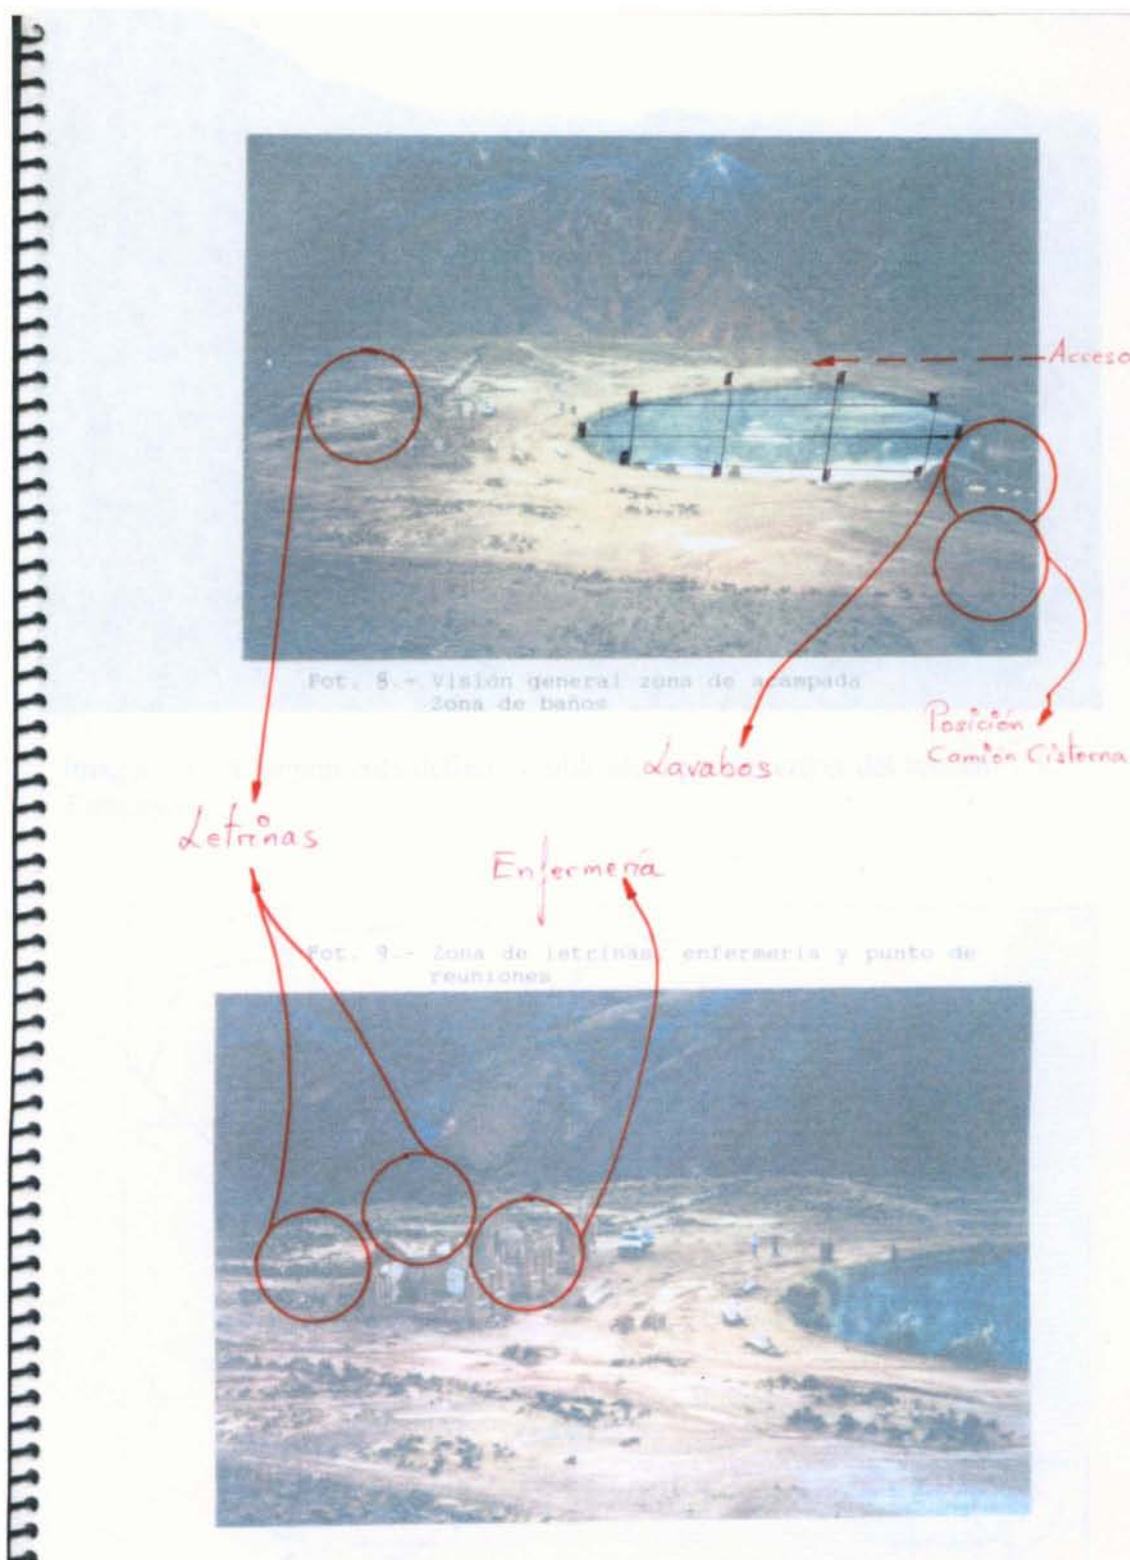 Acceso
Fot. 8.- Visión general zona de acampada
Zona de baños
Posición
Camión Cisterna
Lavabos
Letrinas
Enfermería
Fot. 9.- Zona de letrinas, enfermería y punto de
reuniones